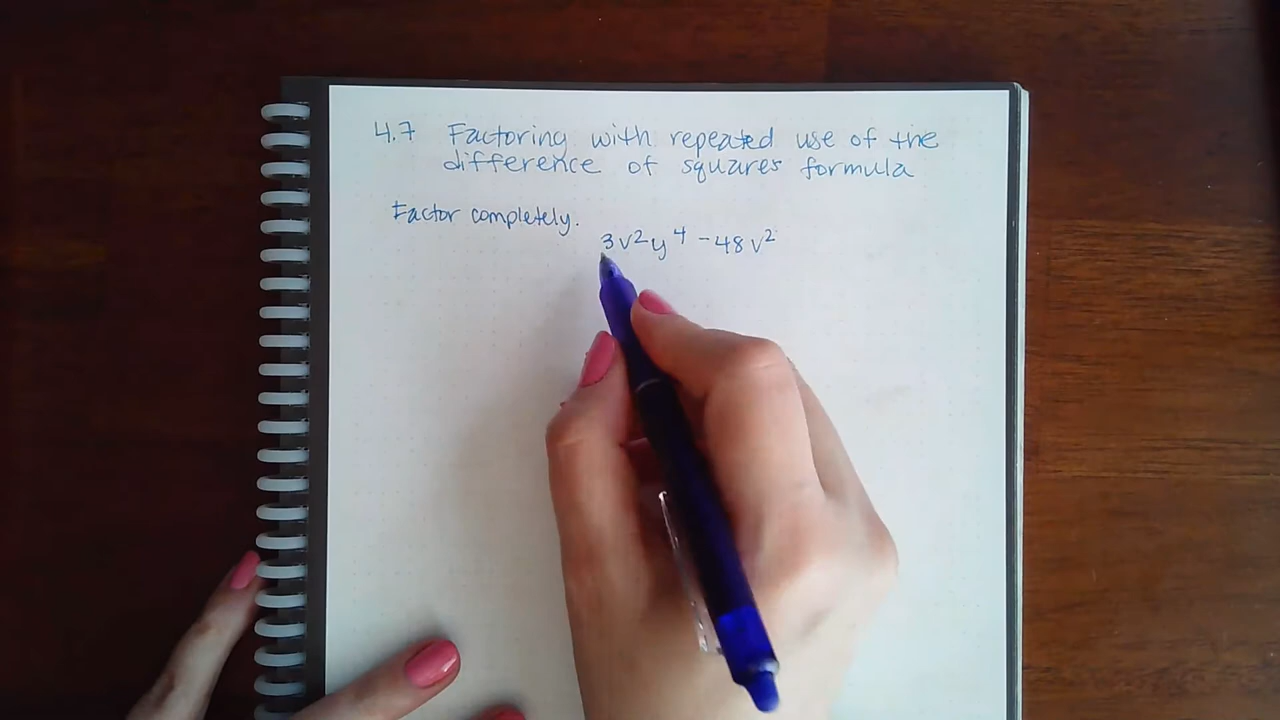 4.7 Factoring with repeated use of the
difference of squares formula
Factor completely.
3v²y⁴ - 48v²